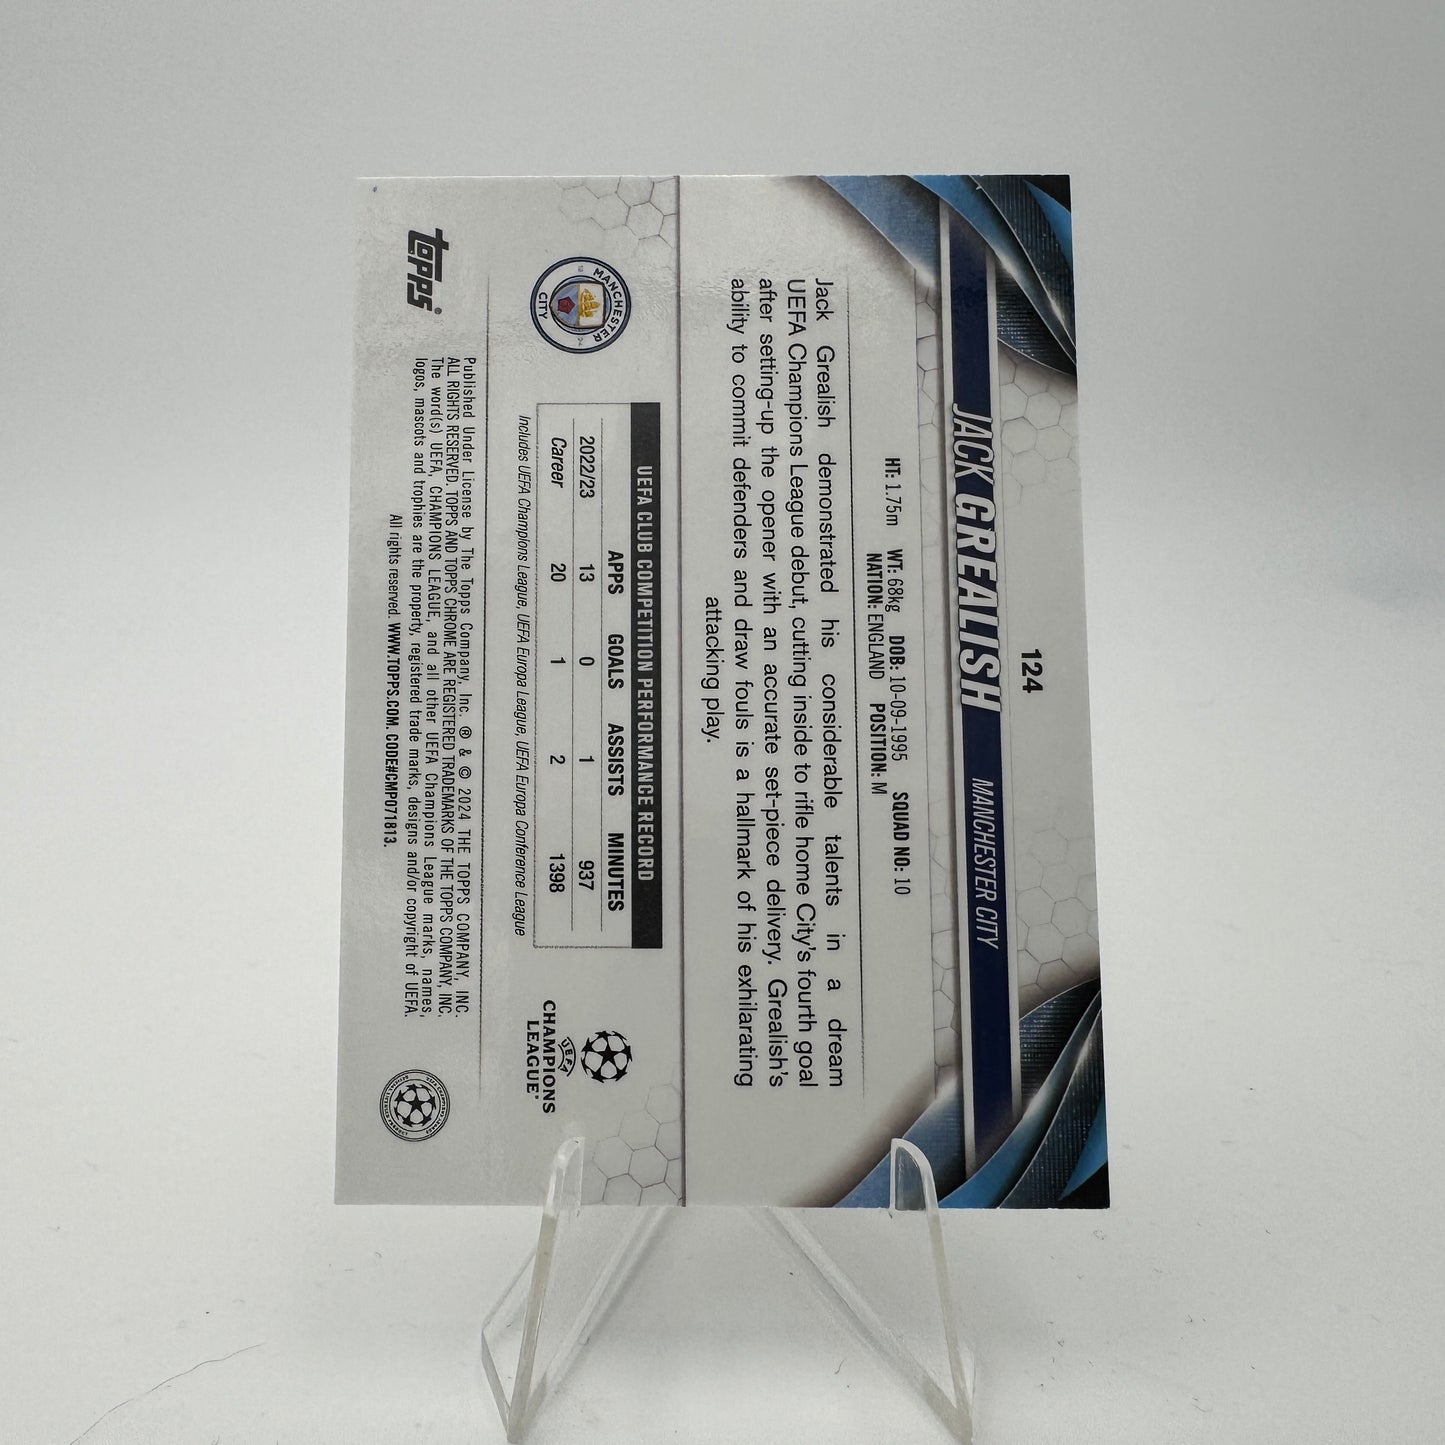 124
JACK GREALISH MANCHESTER CITY
HT: 1.75m WT: 68kg DOB: 10-09-1995 SQUAD NO: 10
NATION: ENGLAND POSITION: M
Jack Grealish demonstrated his considerable talents in a dream
UEFA Champions League debut, cutting inside to rifle home City's fourth goal
after setting-up the opener with an accurate set-piece delivery. Grealish's
ability to commit defenders and draw fouls is a hallmark of his exhilarating
attacking play.
MANCHESTER
CITY
18 94
UEFA CLUB COMPETITION PERFORMANCE RECORD
APPS GOALS ASSISTS MINUTES
2022/23 13 0 1 937
Career 20 1 2 1398
Includes UEFA Champions League, UEFA Europa League, UEFA Europa Conference League
UEFA
CHAMPIONS
LEAGUE®
topps®
Published Under License by The Topps Company, Inc. ® & © 2024 THE TOPPS COMPANY, INC.
ALL RIGHTS RESERVED. TOPPS AND TOPPS CHROME ARE REGISTERED TRADEMARKS OF THE TOPPS COMPANY, INC.
The word(s) UEFA, CHAMPIONS LEAGUE, and all other UEFA Champions League marks, names,
logos, mascots and trophies are the property, registered trade marks, designs and/or copyright of UEFA.
All rights reserved. WWW.TOPPS.COM. CODE#CMP071813.